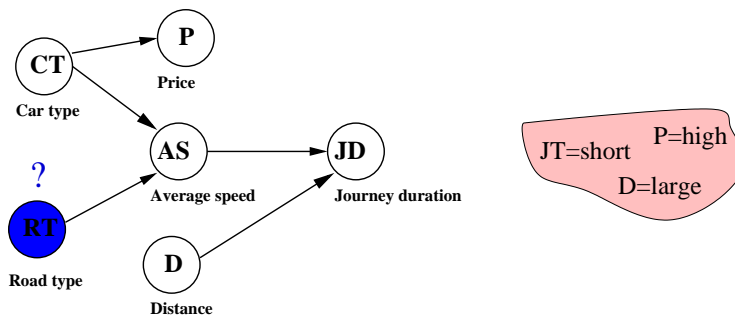 P
Price
CT
Car type
AS
Average speed
JD
Journey duration
?
RT
Road type
D
Distance
JT=short
P=high
D=large